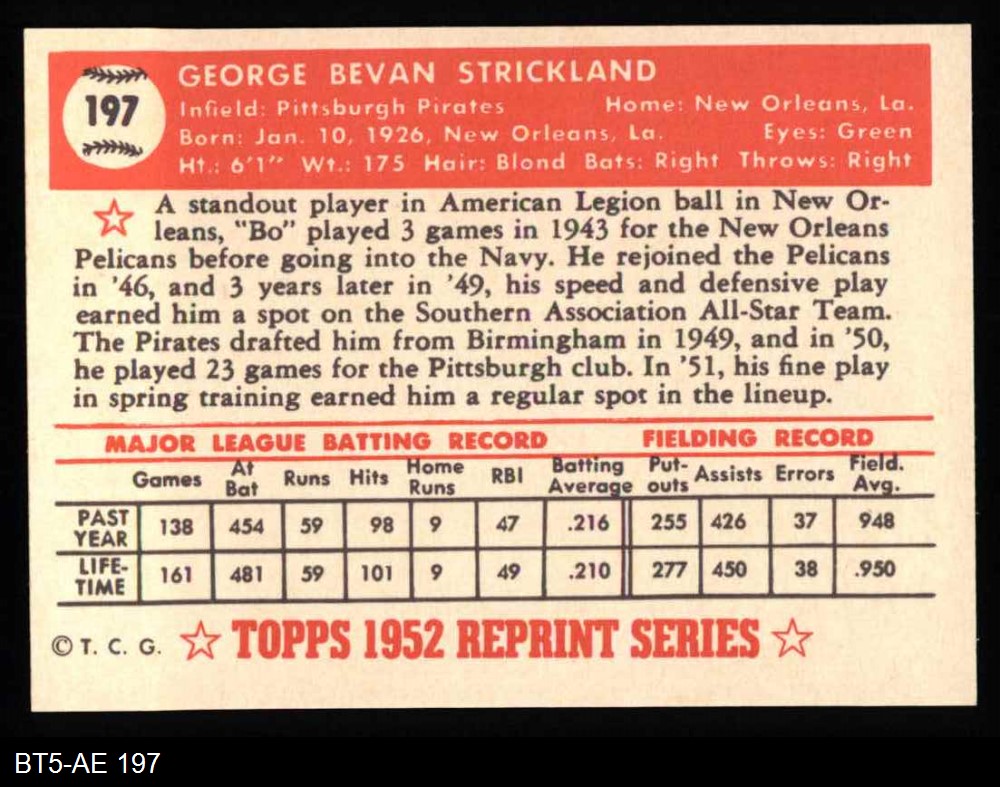 197
GEORGE BEVAN STRICKLAND
Infield: Pittsburgh Pirates Home: New Orleans, La.
Born: Jan. 10, 1926, New Orleans, La. Eyes: Green
Ht.: 6'1" Wt.: 175 Hair: Blond Bats: Right Throws: Right
A standout player in American Legion ball in New Or-
leans, "Bo" played 3 games in 1943 for the New Orleans
Pelicans before going into the Navy. He rejoined the Pelicans
in '46, and 3 years later in '49, his speed and defensive play
earned him a spot on the Southern Association All-Star Team.
The Pirates drafted him from Birmingham in 1949, and in '50,
he played 23 games for the Pittsburgh club. In '51, his fine play
in spring training earned him a regular spot in the lineup.
MAJOR LEAGUE BATTING RECORD FIELDING RECORD
Games At Bat Runs Hits Home Runs RBI Batting Average Put-outs Assists Errors Field. Avg.
PAST YEAR 138 454 59 98 9 47 .216 255 426 37 948
LIFE-TIME 161 481 59 101 9 49 .210 277 450 38 .950
© T. C. G. TOPPS 1952 REPRINT SERIES
BT5-AE 197